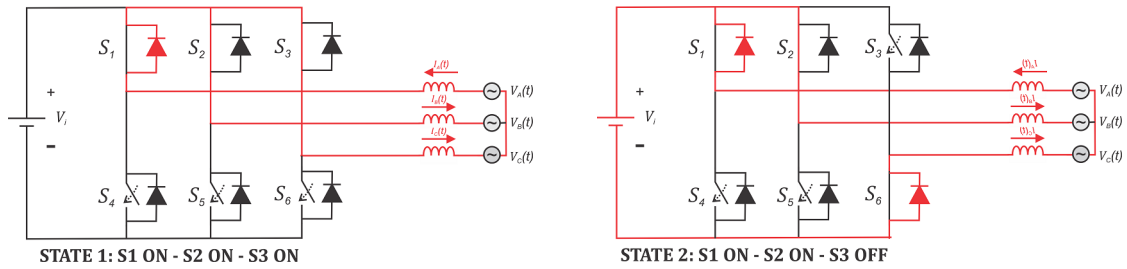 S1 S2 S3
+
Vi
-
IA(t)
IB(t)
IC(t)
VA(t)
VB(t)
VC(t)
S4 S5 S6
STATE 1: S1 ON - S2 ON - S3 ON
S1 S2 S3
+
Vi
-
VA(t)
VB(t)
VC(t)
S4 S5 S6
STATE 2: S1 ON - S2 ON - S3 OFF